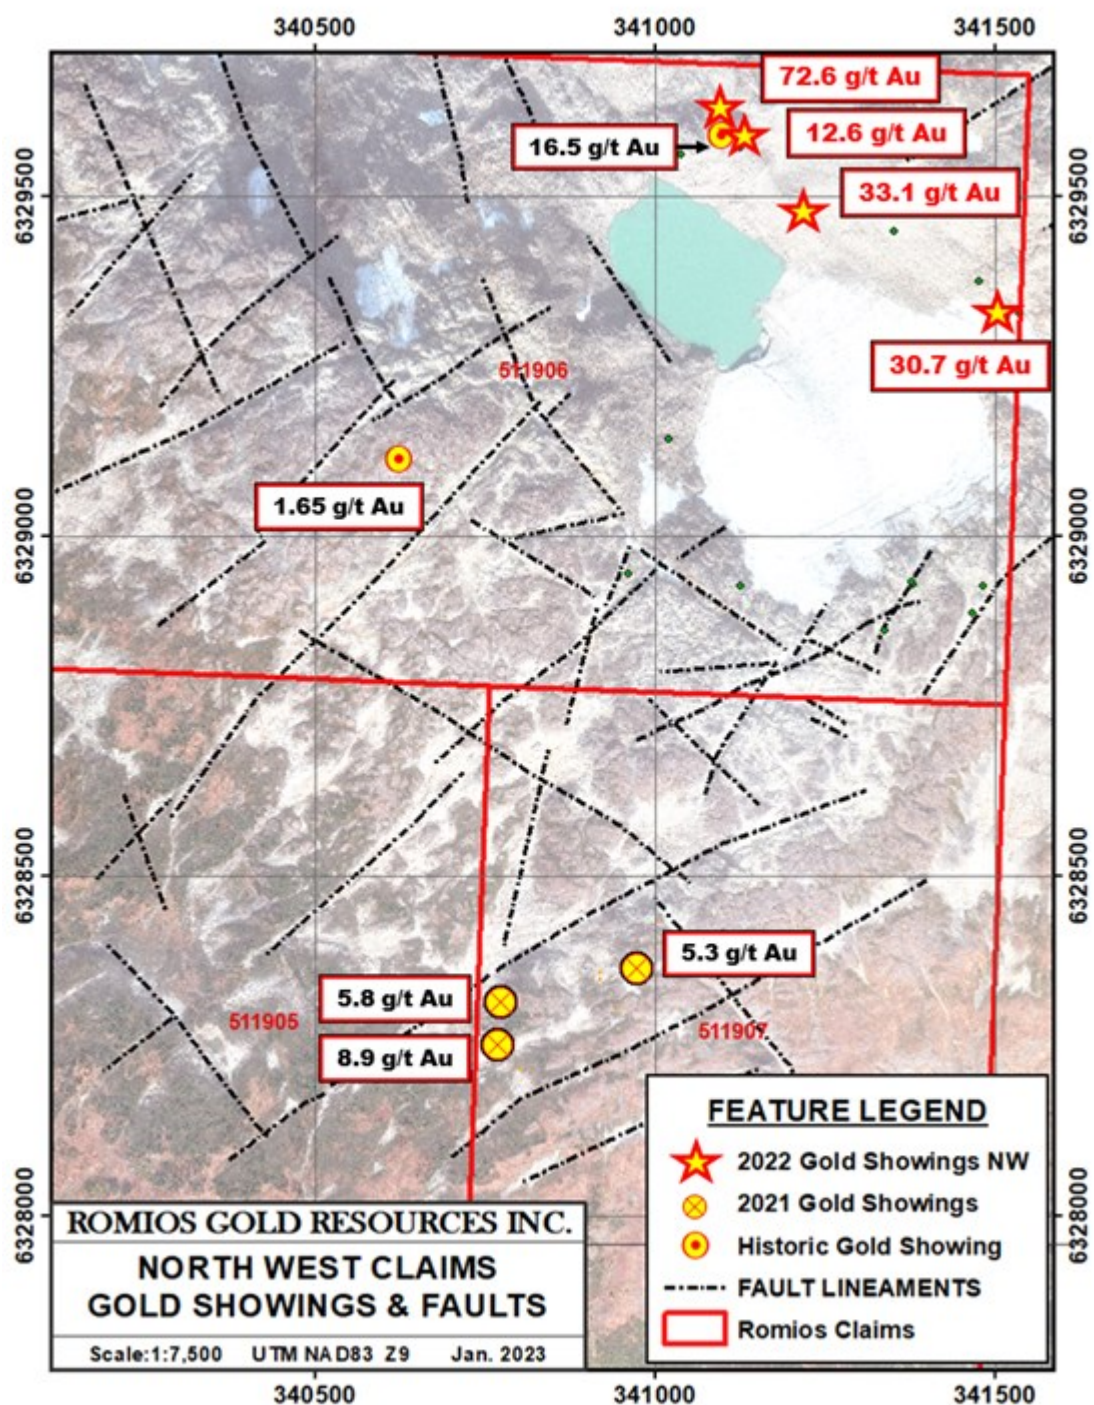 340500
341000
341500
72.6 g/t Au
16.5 g/t Au
12.6 g/t Au
33.1 g/t Au
6329500
6329500
30.7 g/t Au
511906
1.65 g/t Au
6329000
6329000
6328500
6328500
5.3 g/t Au
5.8 g/t Au
511905
511907
8.9 g/t Au
FEATURE LEGEND
2022 Gold Showings NW
2021 Gold Showings
Historic Gold Showing
FAULT LINEAMENTS
Romios Claims
6328000
6328000
ROMIOS GOLD RESOURCES INC.
NORTH WEST CLAIMS
GOLD SHOWINGS & FAULTS
Scale:1:7,500 UTM NAD83 Z9 Jan. 2023
340500
341000
341500